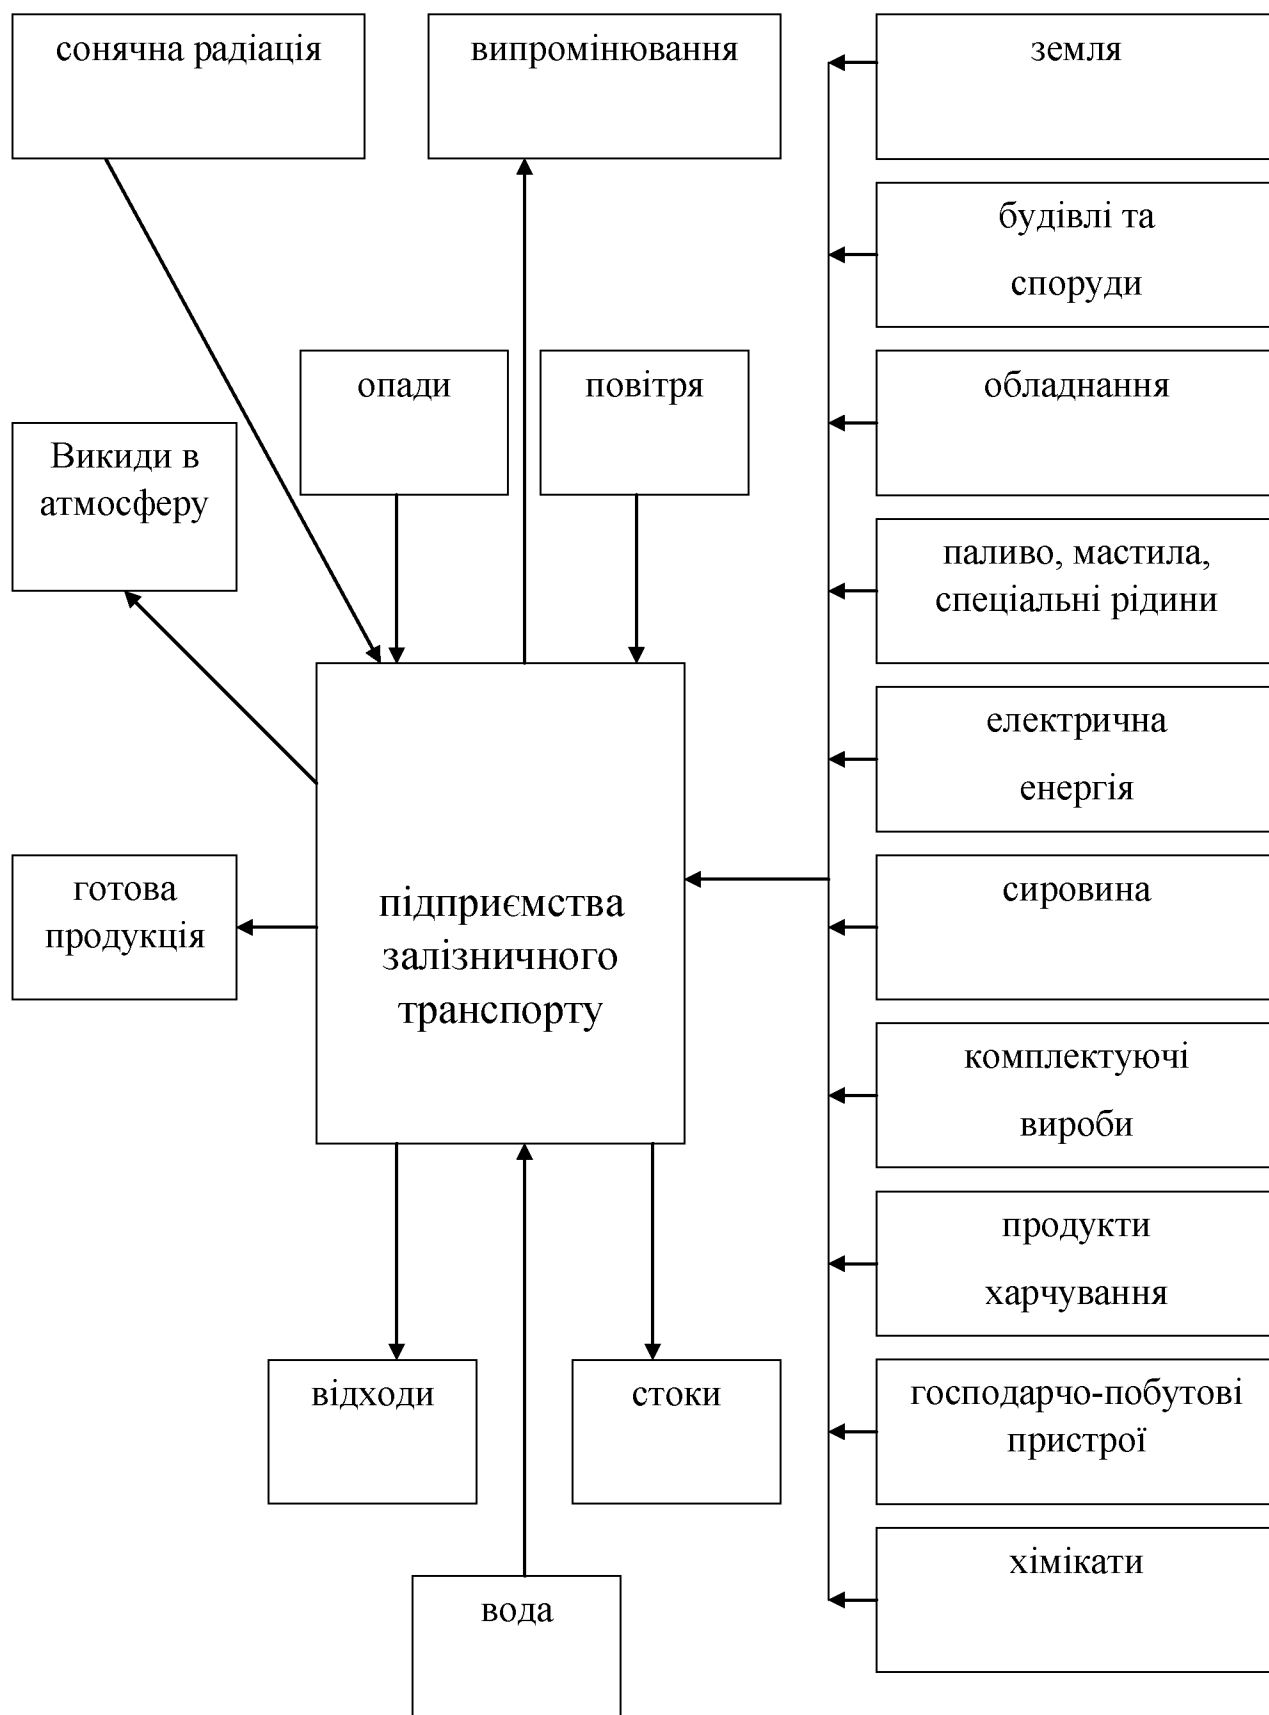 сонячна радіація
випромінювання
земля
будівлі та
споруди
опади
повітря
обладнання
Викиди в
атмосферу
паливо, мастила,
спеціальні рідини
електрична
енергія
готова
продукція
підприємства
залізничного
транспорту
сировина
комплектуючі
вироби
продукти
харчування
відходи
стоки
господарчо-побутові
пристрої
вода
хімікати